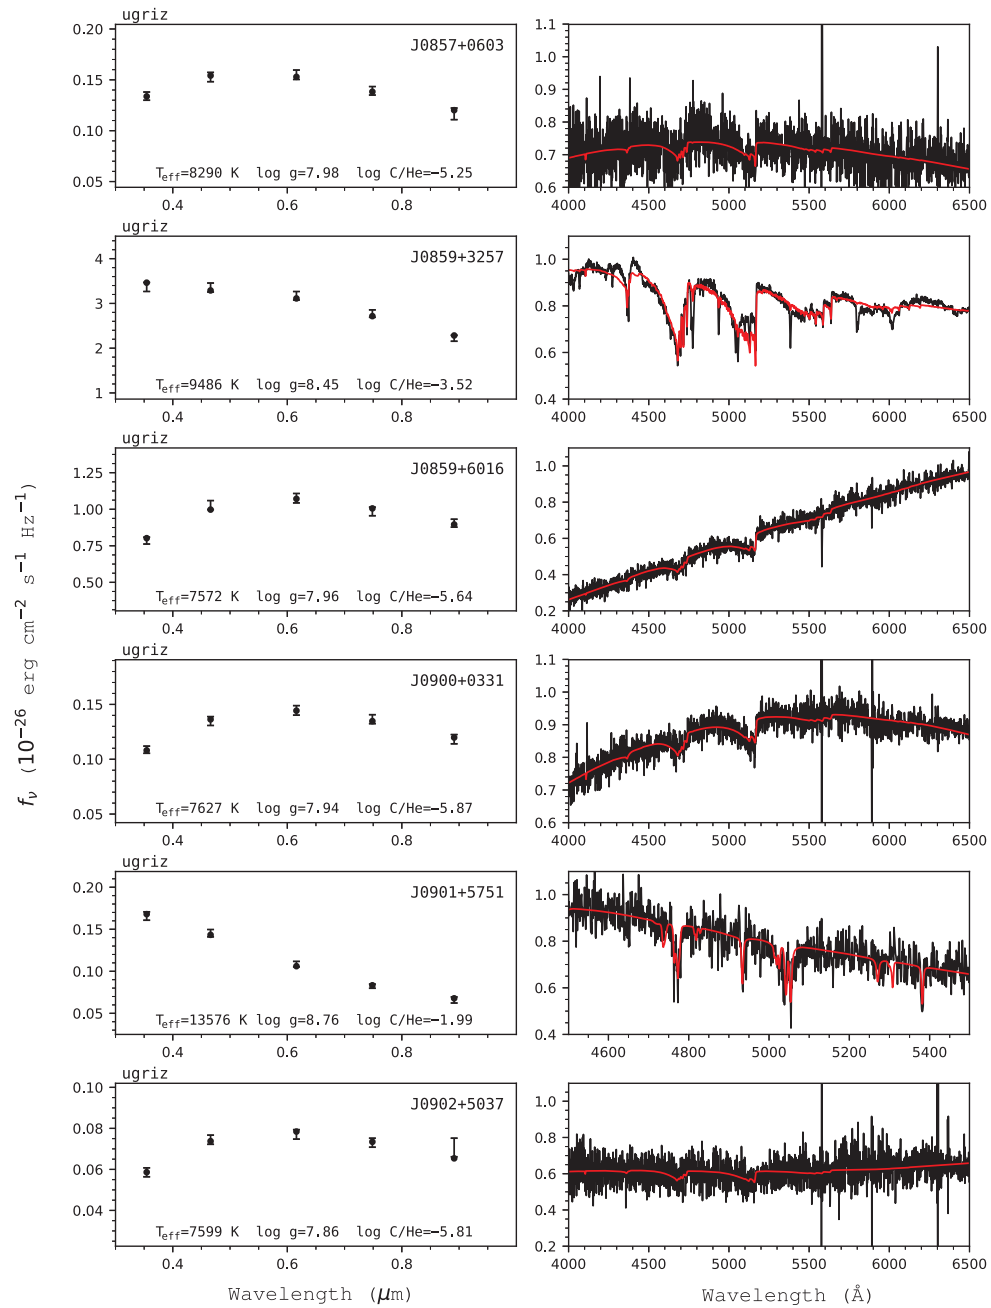 ugriz
0.20
0.15
0.10
0.05
J0857+0603
Teff=8290 K log g=7.98 log C/He=−5.25
0.4 0.6 0.8
1.1
1.0
0.9
0.8
0.7
0.6
4000 4500 5000 5500 6000 6500
ugriz
4
3
2
1
J0859+3257
Teff=9486 K log g=8.45 log C/He=−3.52
0.4 0.6 0.8
1.0
0.8
0.6
0.4
4000 4500 5000 5500 6000 6500
ugriz
1.25
1.00
0.75
0.50
J0859+6016
Teff=7572 K log g=7.96 log C/He=−5.64
0.4 0.6 0.8
1.0
0.8
0.6
0.4
0.2
4000 4500 5000 5500 6000 6500
fν (10−26 erg cm−2 s−1 Hz−1)
ugriz
0.15
0.10
0.05
J0900+0331
Teff=7627 K log g=7.94 log C/He=−5.87
0.4 0.6 0.8
1.1
1.0
0.9
0.8
0.7
0.6
4000 4500 5000 5500 6000 6500
ugriz
0.20
0.15
0.10
0.05
J0901+5751
Teff=13576 K log g=8.76 log C/He=−1.99
0.4 0.6 0.8
1.0
0.8
0.6
0.4
4600 4800 5000 5200 5400
ugriz
0.10
0.08
0.06
0.04
J0902+5037
Teff=7599 K log g=7.86 log C/He=−5.81
0.4 0.6 0.8
1.0
0.8
0.6
0.4
0.2
4000 4500 5000 5500 6000 6500
Wavelength (μm)
Wavelength (Å)